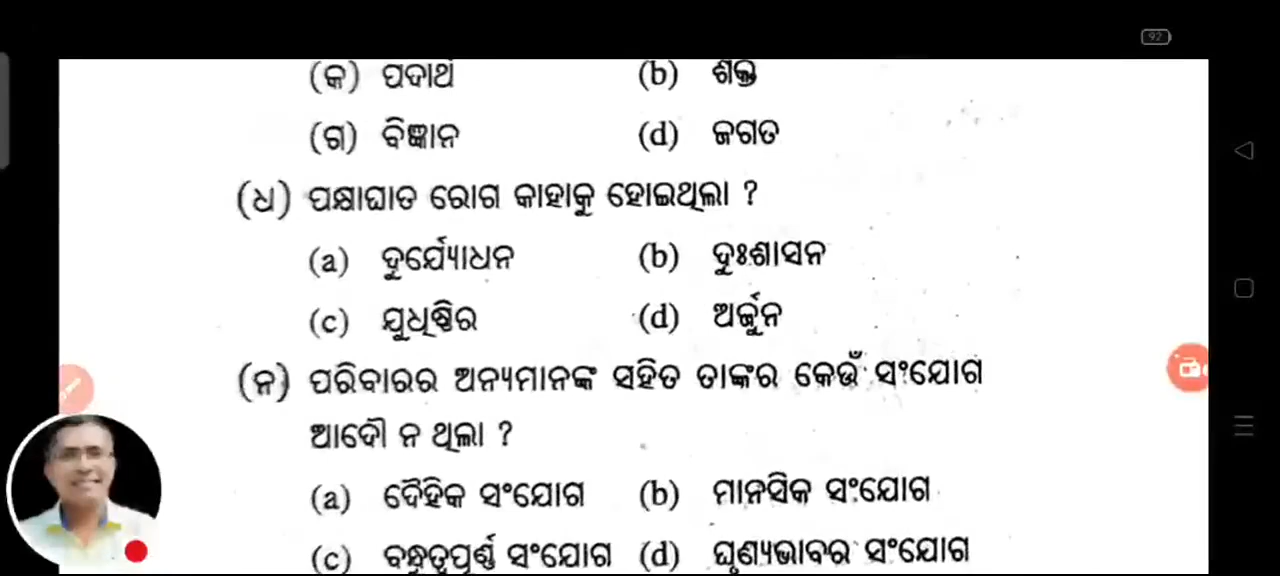 92
(କ) ପଦାର୍ଥ (b) ଶକ୍ତି
(ଗ) ବିଜ୍ଞାନ (d) ଜଗତ
(ଧ) ପକ୍ଷାଘାତ ରୋଗ କାହାକୁ ହୋଇଥିଲା ?
(a) ଦୁର୍ଯ୍ୟୋଧନ (b) ଦୁଃଶାସନ
(c) ଯୁଧିଷ୍ଠିର (d) ଅର୍ଜ୍ଜୁନ
(ନ) ପରିବାରର ଅନ୍ୟମାନଙ୍କ ସହିତ ତାଙ୍କର କେଉଁ ସଂଯୋଗ
ଆଦୌ ନ ଥିଲା ?
(a) ଦୈହିକ ସଂଯୋଗ (b) ମାନସିକ ସଂଯୋଗ
(c) ବନ୍ଧୁତ୍ୱପୂର୍ଣ୍ଣ ସଂଯୋଗ (d) ଘୃଣ୍ୟଭାବର ସଂଯୋଗ